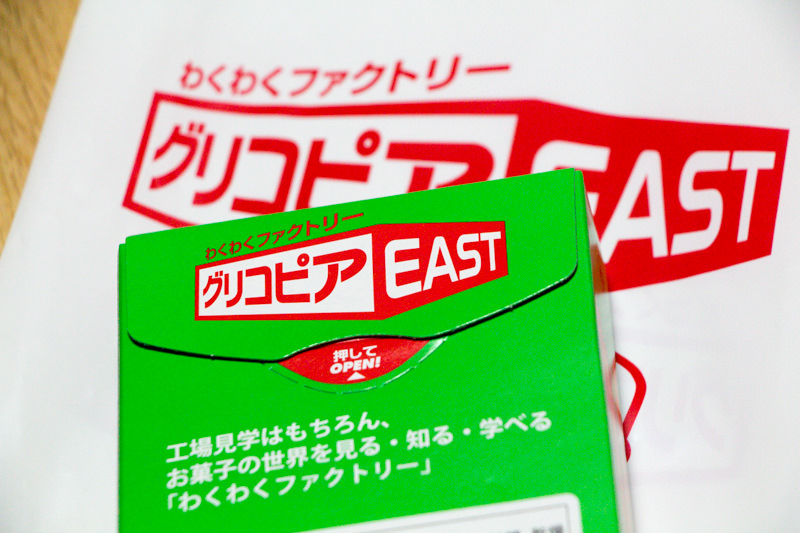 わくわくファクトリー
グリコピア EAST
わくわくファクトリー
グリコピア EAST
押して
OPEN!
工場見学はもちろん、
お菓子の世界を見る・知る・学べる
「わくわくファクトリー」